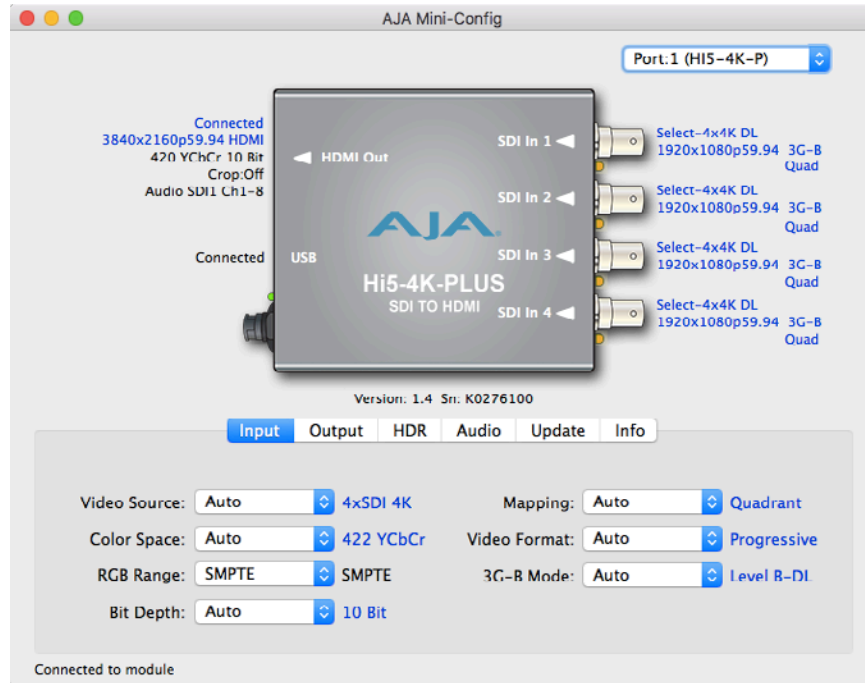 AJA Mini-Config
Port:1 (HI5-4K-P)
Connected
3840x2160p59.94 HDMI
420 YCbCr 10 Bit
Crop:Off
Audio SDI1 Ch1-8
Connected
HDMI Out
USB
SDI In 1
SDI In 2
SDI In 3
SDI In 4
AJA
Hi5-4K-PLUS
SDI TO HDMI
Select-4x4K DL
1920x1080p59.94 3G-B
Quad
Select-4x4K DL
1920x1080p59.94 3G-B
Quad
Select-4x4K DL
1920x1080p59.94 3G-B
Quad
Select-4x4K DL
1920x1080p59.94 3G-B
Quad
Version: 1.4 Sn: K0276100
Input Output HDR Audio Update Info
Video Source: Auto 4xSDI 4K Mapping: Auto Quadrant
Color Space: Auto 422 YCbCr Video Format: Auto Progressive
RGB Range: SMPTE SMPTE 3G-B Mode: Auto Level B-DL
Bit Depth: Auto 10 Bit
Connected to module